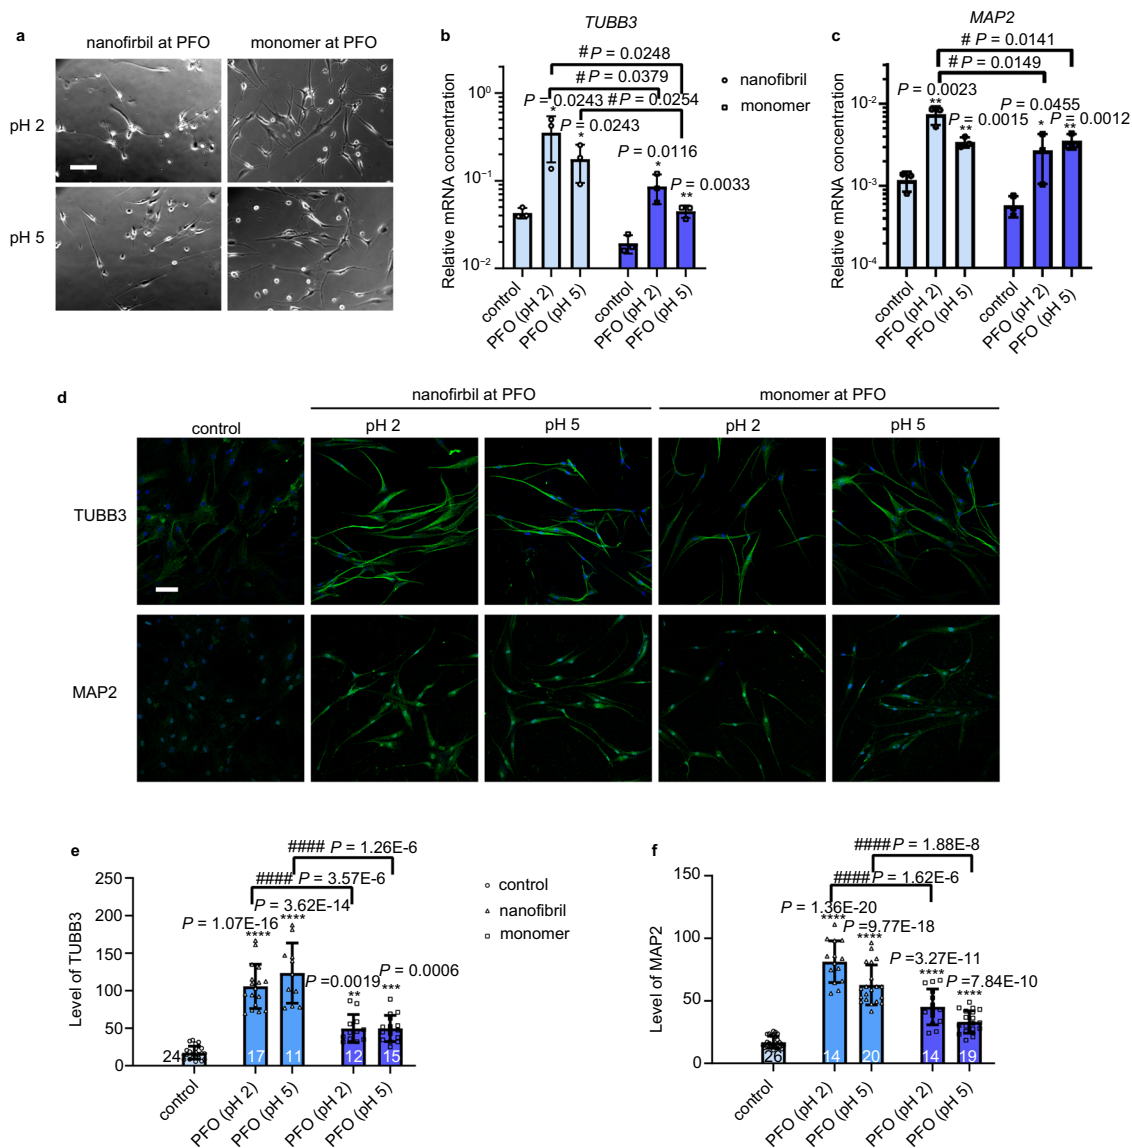 a
nanofirbil at PFO
monomer at PFO
pH 2
pH 5
b
TUBB3
# P = 0.0248
# P = 0.0379
P = 0.0243
# P = 0.0254
P = 0.0243
P = 0.0116
P = 0.0033
*
*
*
**
nanofibril
monomer
Relative mRNA concentration
10⁰
10⁻¹
10⁻²
control
PFO (pH 2)
PFO (pH 5)
control
PFO (pH 2)
PFO (pH 5)
c
MAP2
# P = 0.0141
# P = 0.0149
P = 0.0023
P = 0.0455
P = 0.0015
P = 0.0012
**
**
*
**
Relative mRNA concentration
10⁻²
10⁻³
10⁻⁴
control
PFO (pH 2)
PFO (pH 5)
control
PFO (pH 2)
PFO (pH 5)
d
nanofirbil at PFO
monomer at PFO
control
pH 2
pH 5
pH 2
pH 5
TUBB3
MAP2
e
#### P = 1.26E-6
#### P = 3.57E-6
P = 3.62E-14
P = 1.07E-16
P =0.0019
P = 0.0006
****
****
**
***
control
nanofibril
monomer
Level of TUBB3
250
200
150
100
50
0
24
17
11
12
15
control
PFO (pH 2)
PFO (pH 5)
PFO (pH 2)
PFO (pH 5)
f
#### P = 1.88E-8
#### P = 1.62E-6
P = 1.36E-20
P =9.77E-18
P =3.27E-11
P =7.84E-10
****
****
****
****
Level of MAP2
150
100
50
0
26
14
20
14
19
control
PFO (pH 2)
PFO (pH 5)
PFO (pH 2)
PFO (pH 5)